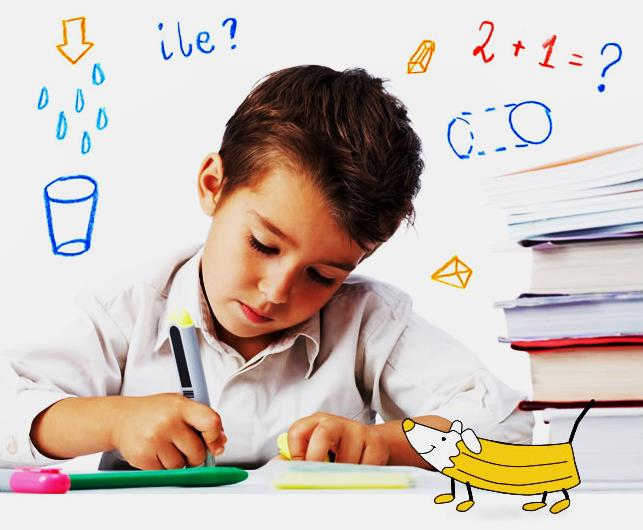 ile?
2 + 1 = ?